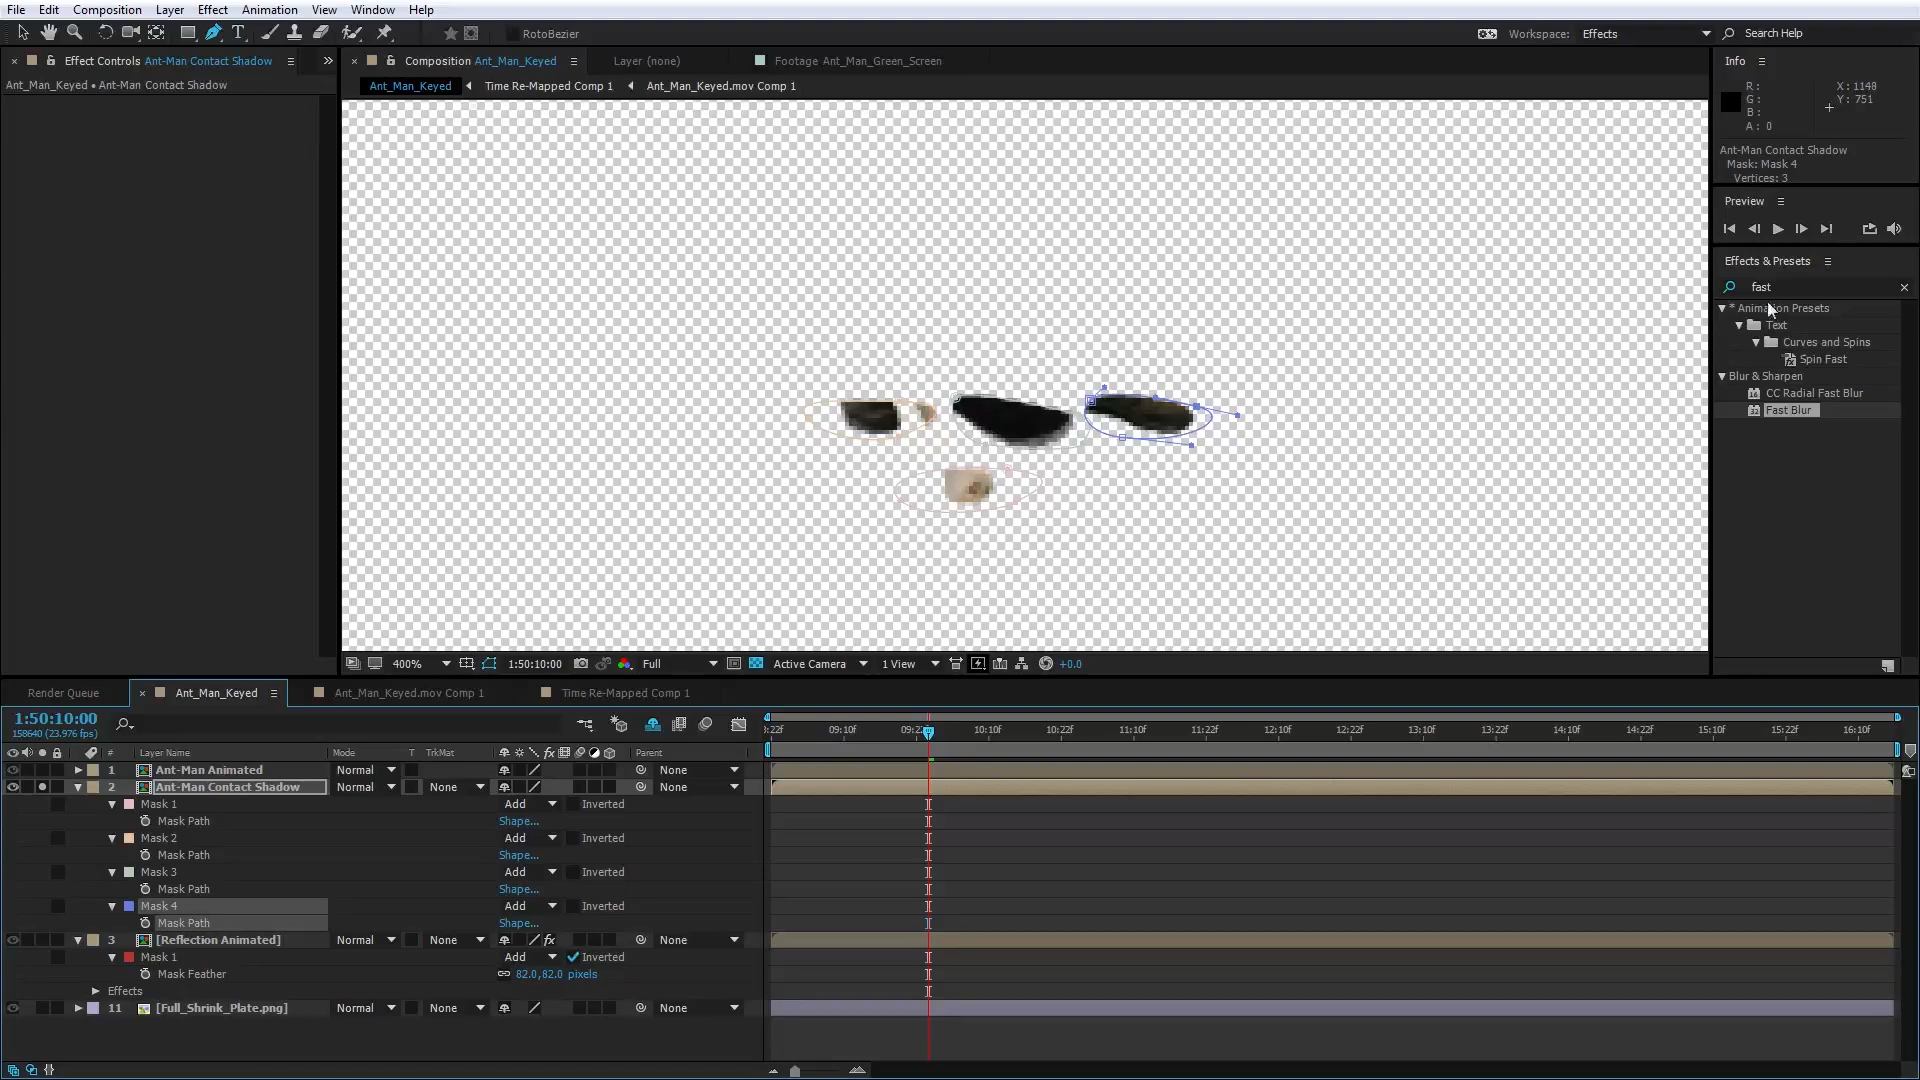 File Edit Composition Layer Effect Animation View Window Help
RotoBezier
Workspace: Effects
Search Help
Effect Controls Ant-Man Contact Shadow
Ant_Man_Keyed • Ant-Man Contact Shadow
Composition Ant_Man_Keyed
Layer (none)
Footage Ant_Man_Green_Screen
Ant_Man_Keyed
Time Re-Mapped Comp 1
Ant_Man_Keyed.mov Comp 1
Info
R:
G:
B:
A: 0
X: 1148
Y: 751
Ant-Man Contact Shadow
Mask: Mask 4
Vertices: 3
Preview
Effects & Presets
fast
* Animation Presets
Text
Curves and Spins
Spin Fast
Blur & Sharpen
CC Radial Fast Blur
Fast Blur
400%
1:50:10:00
Full
Active Camera
1 View
+0.0
Render Queue
Ant_Man_Keyed
Ant_Man_Keyed.mov Comp 1
Time Re-Mapped Comp 1
1:50:10:00
158640 (23.976 fps)
# Layer Name Mode T TrkMat Parent
:22f 09:10f 09:22 10:10f 10:22f 11:10f 11:22f 12:10f 12:22f 13:10f 13:22f 14:10f 14:22f 15:10f 15:22f 16:10f
1 Ant-Man Animated Normal None
2 Ant-Man Contact Shadow Normal None None
Mask 1 Add Inverted
Mask Path Shape...
Mask 2 Add Inverted
Mask Path Shape...
Mask 3 Add Inverted
Mask Path Shape...
Mask 4 Add Inverted
Mask Path Shape...
3 [Reflection Animated] Normal None fx None
Mask 1 Add Inverted
Mask Feather 82.0,82.0 pixels
Effects
11 [Full_Shrink_Plate.png] Normal None None